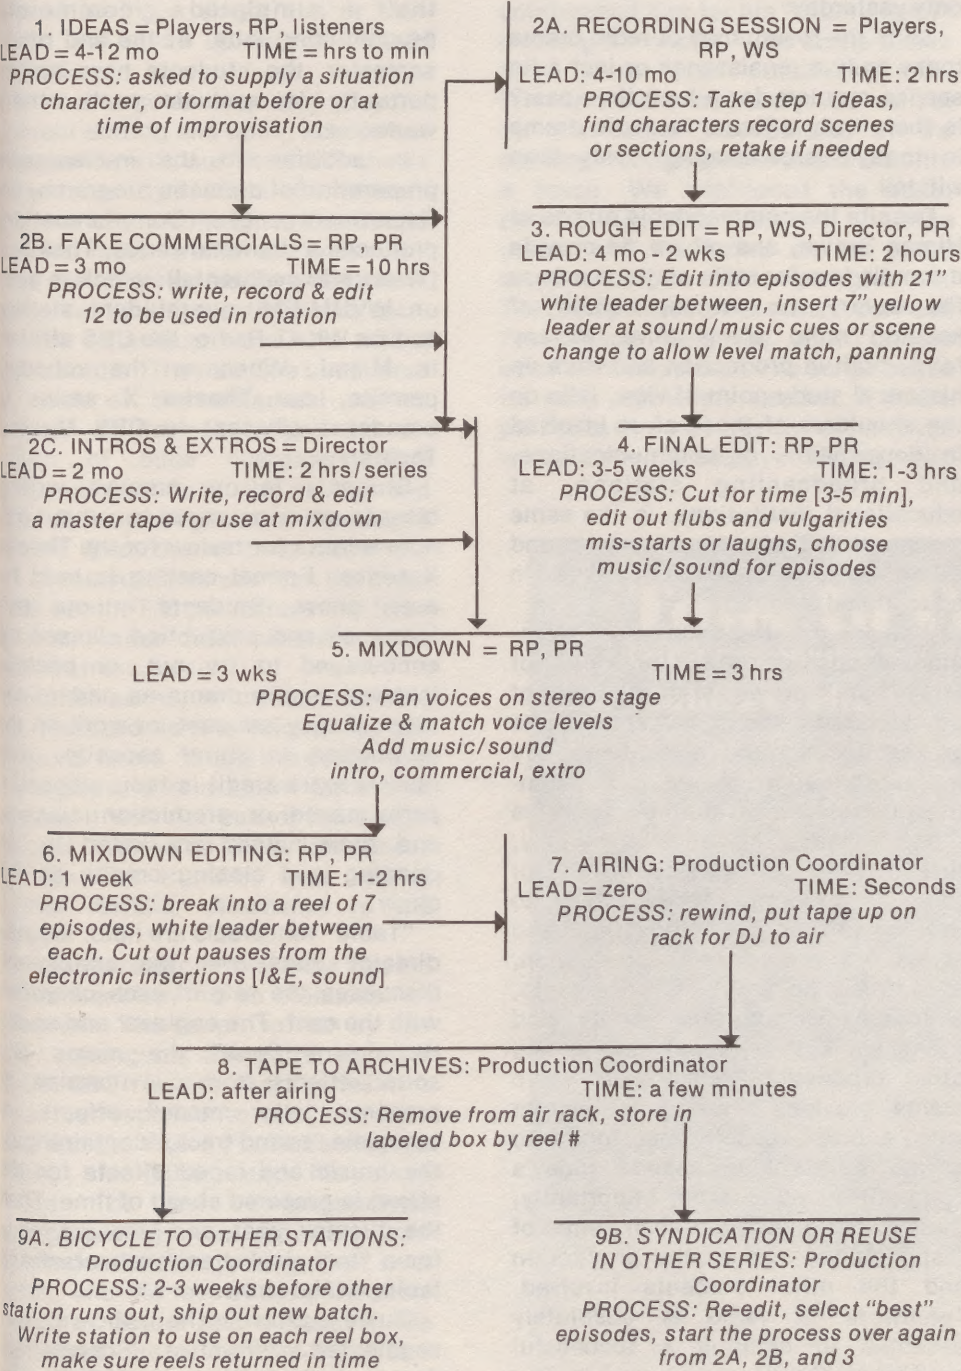 1. IDEAS = Players, RP, listeners
LEAD = 4-12 mo TIME = hrs to min
PROCESS: asked to supply a situation
character, or format before or at
time of improvisation
2A. RECORDING SESSION = Players,
RP, WS
LEAD: 4-10 mo TIME: 2 hrs
PROCESS: Take step 1 ideas,
find characters record scenes
or sections, retake if needed
2B. FAKE COMMERCIALS = RP, PR
LEAD = 3 mo TIME = 10 hrs
PROCESS: write, record & edit
12 to be used in rotation
3. ROUGH EDIT = RP, WS, Director, PR
LEAD: 4 mo - 2 wks TIME: 2 hours
PROCESS: Edit into episodes with 21"
white leader between, insert 7" yellow
leader at sound/music cues or scene
change to allow level match, panning
2C. INTROS & EXTROS = Director
LEAD = 2 mo TIME: 2 hrs/series
PROCESS: Write, record & edit
a master tape for use at mixdown
4. FINAL EDIT: RP, PR
LEAD: 3-5 weeks TIME: 1-3 hrs
PROCESS: Cut for time [3-5 min],
edit out flubs and vulgarities
mis-starts or laughs, choose
music/sound for episodes
5. MIXDOWN = RP, PR
LEAD = 3 wks TIME = 3 hrs
PROCESS: Pan voices on stereo stage
Equalize & match voice levels
Add music/sound
intro, commercial, extro
6. MIXDOWN EDITING: RP, PR
LEAD: 1 week TIME: 1-2 hrs
PROCESS: break into a reel of 7
episodes, white leader between
each. Cut out pauses from the
electronic insertions [I&E, sound]
7. AIRING: Production Coordinator
LEAD = zero TIME: Seconds
PROCESS: rewind, put tape up on
rack for DJ to air
8. TAPE TO ARCHIVES: Production Coordinator
LEAD: after airing TIME: a few minutes
PROCESS: Remove from air rack, store in
labeled box by reel #
9A. BICYCLE TO OTHER STATIONS:
Production Coordinator
PROCESS: 2-3 weeks before other
station runs out, ship out new batch.
Write station to use on each reel box,
make sure reels returned in time
9B. SYNDICATION OR REUSE
IN OTHER SERIES: Production
Coordinator
PROCESS: Re-edit, select "best"
episodes, start the process over again
from 2A, 2B, and 3